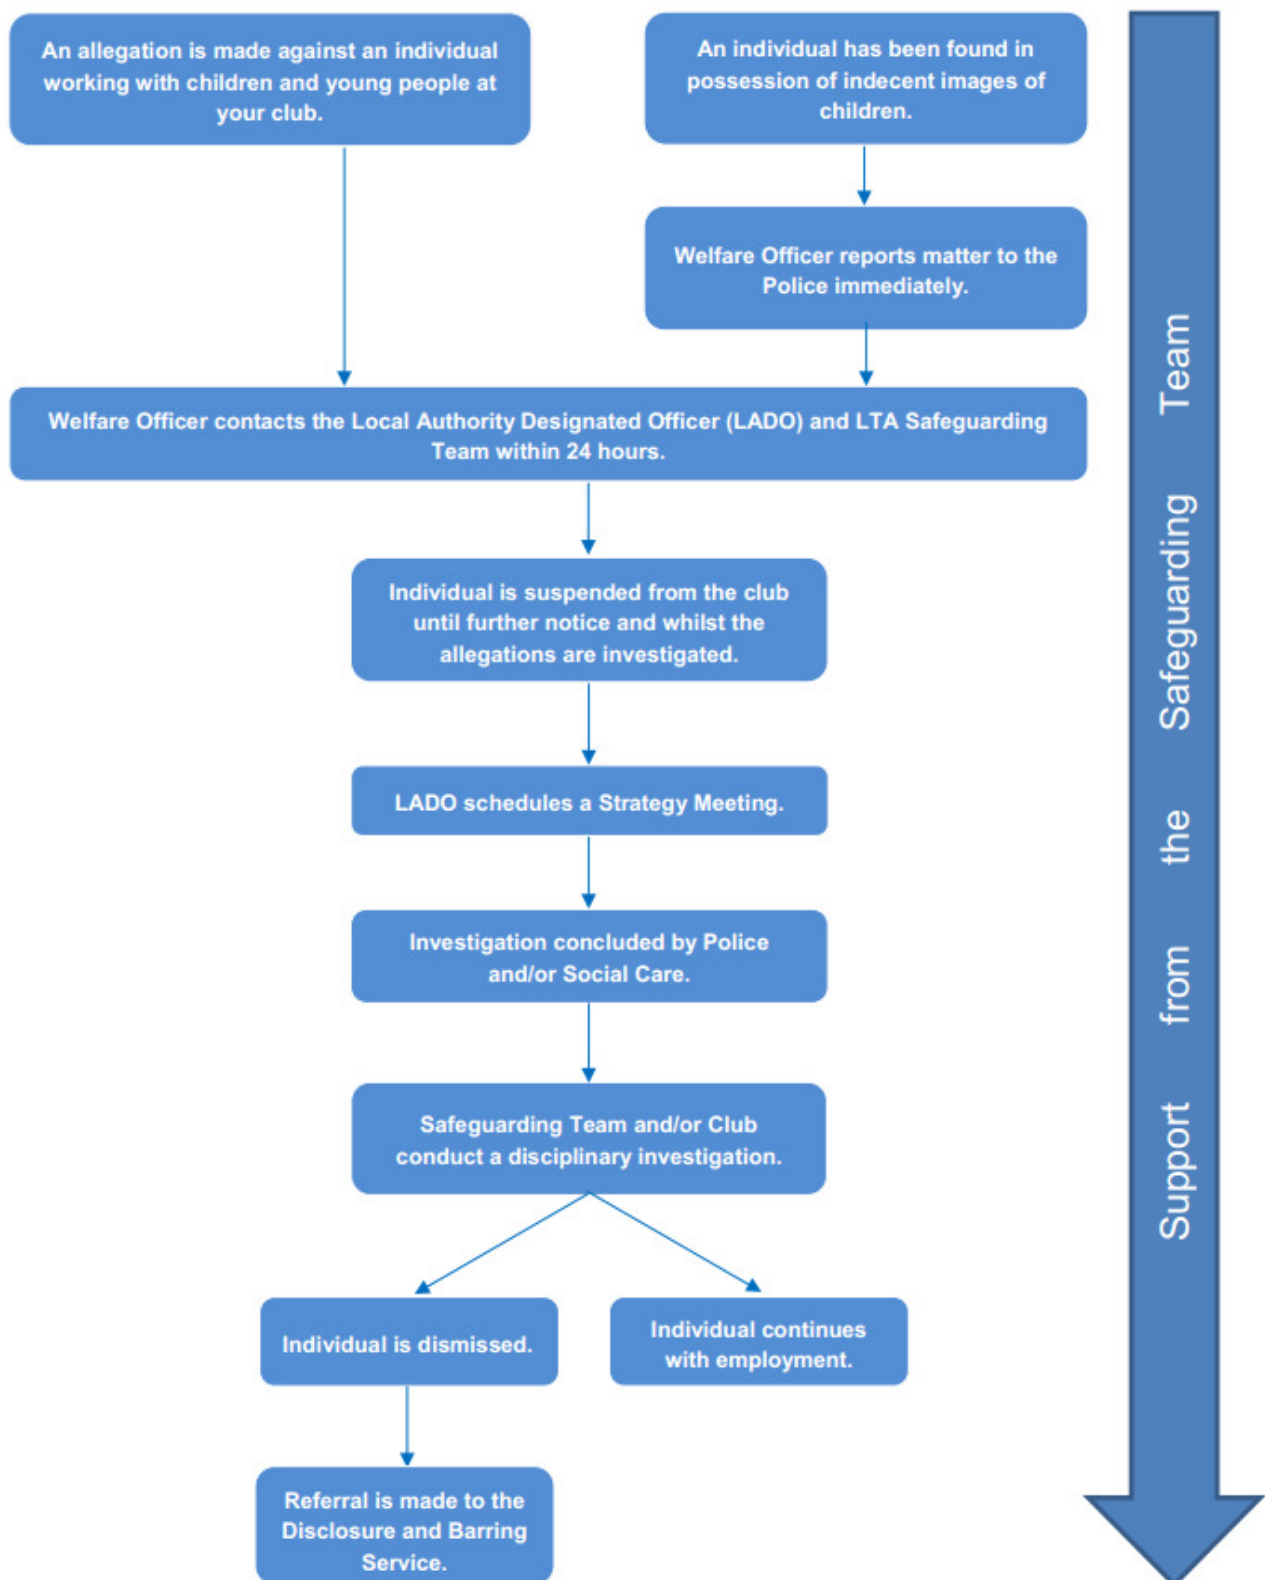 An allegation is made against an individual
working with children and young people at
your club.
An individual has been found in
possession of indecent images of
children.
Welfare Officer reports matter to the
Police immediately.
Welfare Officer contacts the Local Authority Designated Officer (LADO) and LTA Safeguarding
Team within 24 hours.
Individual is suspended from the club
until further notice and whilst the
allegations are investigated.
LADO schedules a Strategy Meeting.
Investigation concluded by Police
and/or Social Care.
Safeguarding Team and/or Club
conduct a disciplinary investigation.
Individual is dismissed.
Individual continues
with employment.
Referral is made to the
Disclosure and Barring
Service.
Support from the Safeguarding Team